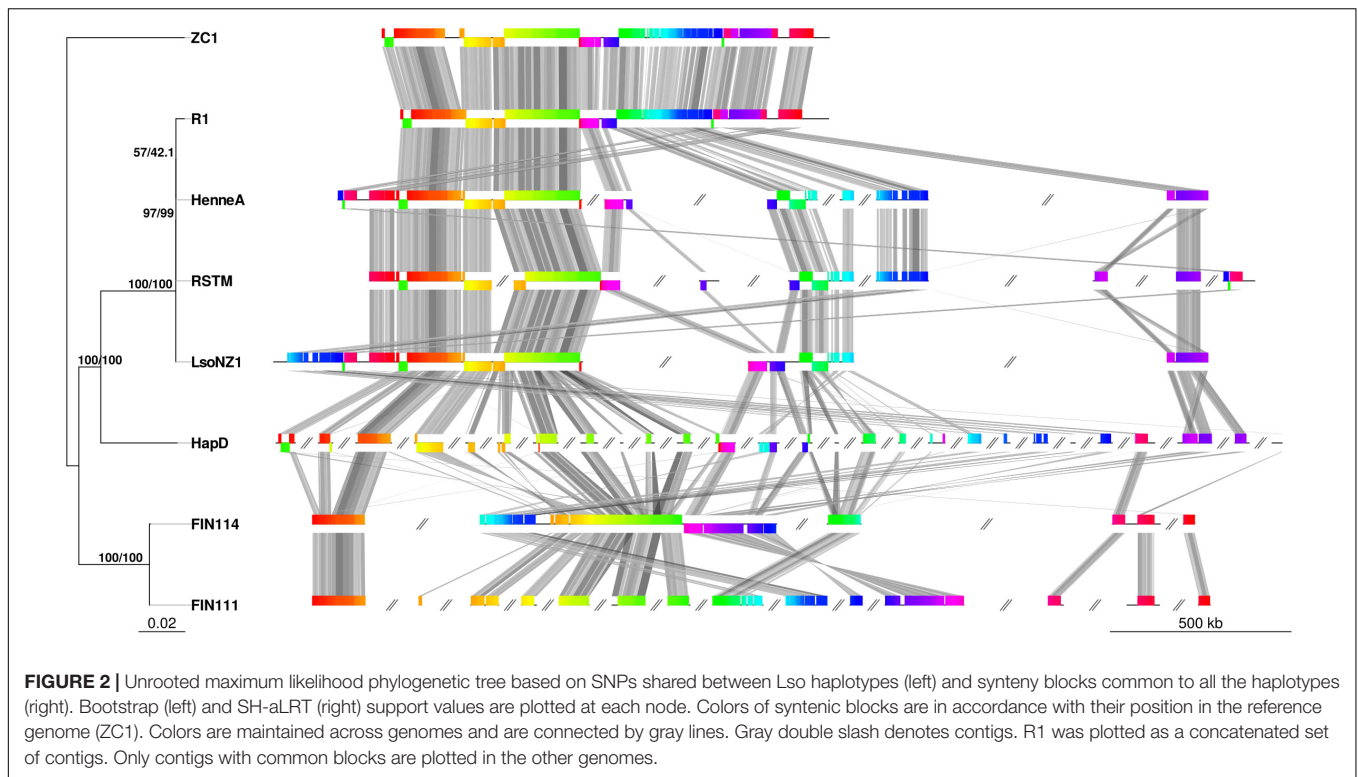 ZC1
R1
57/42.1
HenneA
97/99
RSTM
100/100
LsoNZ1
100/100
HapD
FIN114
100/100
FIN111
0.02
500 kb
FIGURE 2 | Unrooted maximum likelihood phylogenetic tree based on SNPs shared between Lso haplotypes (left) and synteny blocks common to all the haplotypes
(right). Bootstrap (left) and SH-aLRT (right) support values are plotted at each node. Colors of syntenic blocks are in accordance with their position in the reference
genome (ZC1). Colors are maintained across genomes and are connected by gray lines. Gray double slash denotes contigs. R1 was plotted as a concatenated set
of contigs. Only contigs with common blocks are plotted in the other genomes.